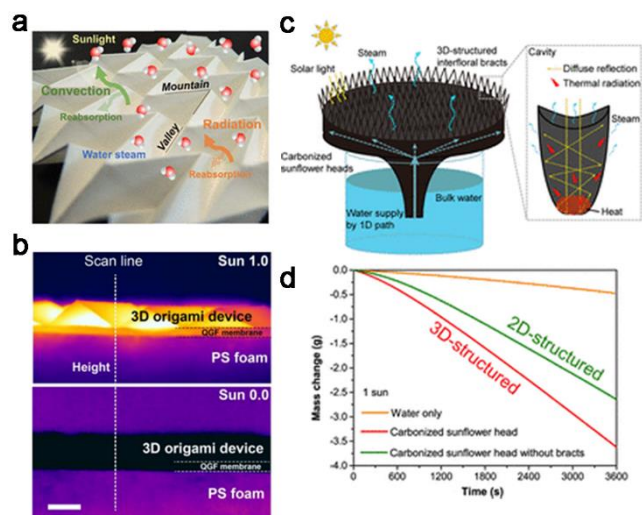 a
Sunlight
Convection
Reabsorption
Mountain
Valley
Water steam
Radiation
Reabsorption
b
Scan line
Sun 1.0
3D origami device
QGF membrane
Height
PS foam
Sun 0.0
3D origami device
QGF membrane
PS foam
c
Solar light
Steam
3D-structured
interfloral bracts
Carbonized
sunflower heads
Water supply
by 1D path
Bulk
water
Cavity
Diffuse reflection
Thermal radiation
Steam
Heat
d
0.0
-0.5
-1.0
-1.5
-2.0
-2.5
-3.0
-3.5
-4.0
Mass change (g)
2D-structured
3D-structured
1 sun
Water only
Carbonized sunflower head
Carbonized sunflower head without bracts
0
600
1200
1800
2400
3000
3600
Time (s)